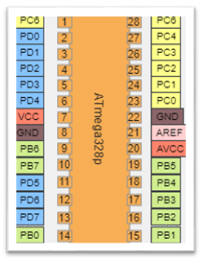 PC6 1 28 PC6
PD0 2 27 PC4
PD1 3 26 PC3
PD2 4 25 PC2
PD3 5 24 PC1
PD4 6 23 PC0
VCC 7 22 GND
GND 8 21 AREF
PB6 9 20 AVCC
PB7 10 19 PB5
PD5 11 18 PB4
PD6 12 17 PB3
PD7 13 16 PB2
PB0 14 15 PB1
ATmega328p